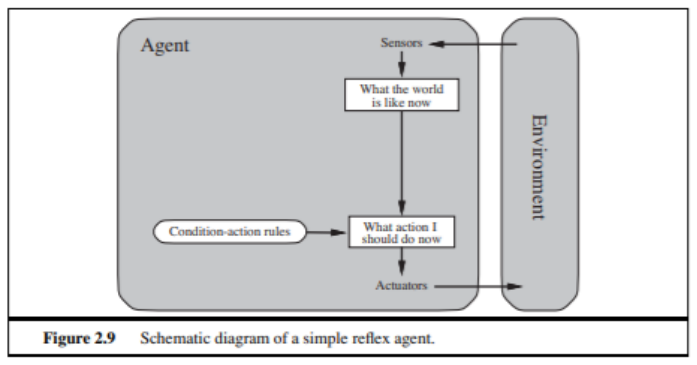 Agent
Sensors
What the world
is like now
Environment
Condition-action rules
What action I
should do now
Actuators
Figure 2.9 Schematic diagram of a simple reflex agent.